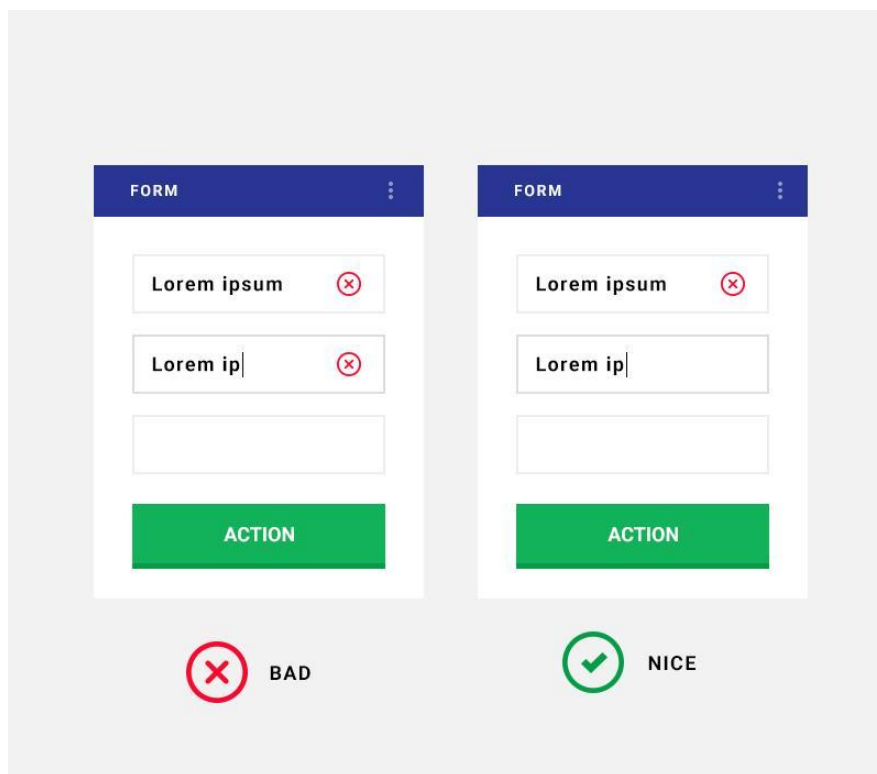 FORM
Lorem ipsum
Lorem ip
ACTION
BAD
FORM
Lorem ipsum
Lorem ip
ACTION
NICE